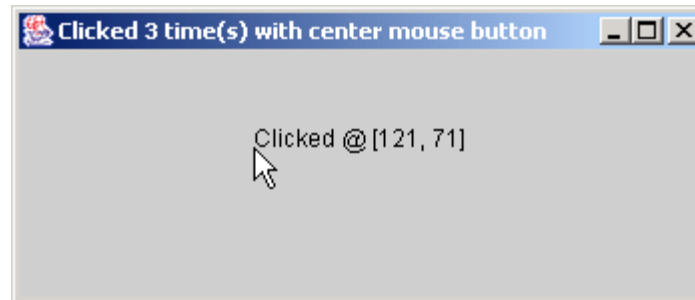 Clicked 3 time(s) with center mouse button
Clicked @ [121, 71]